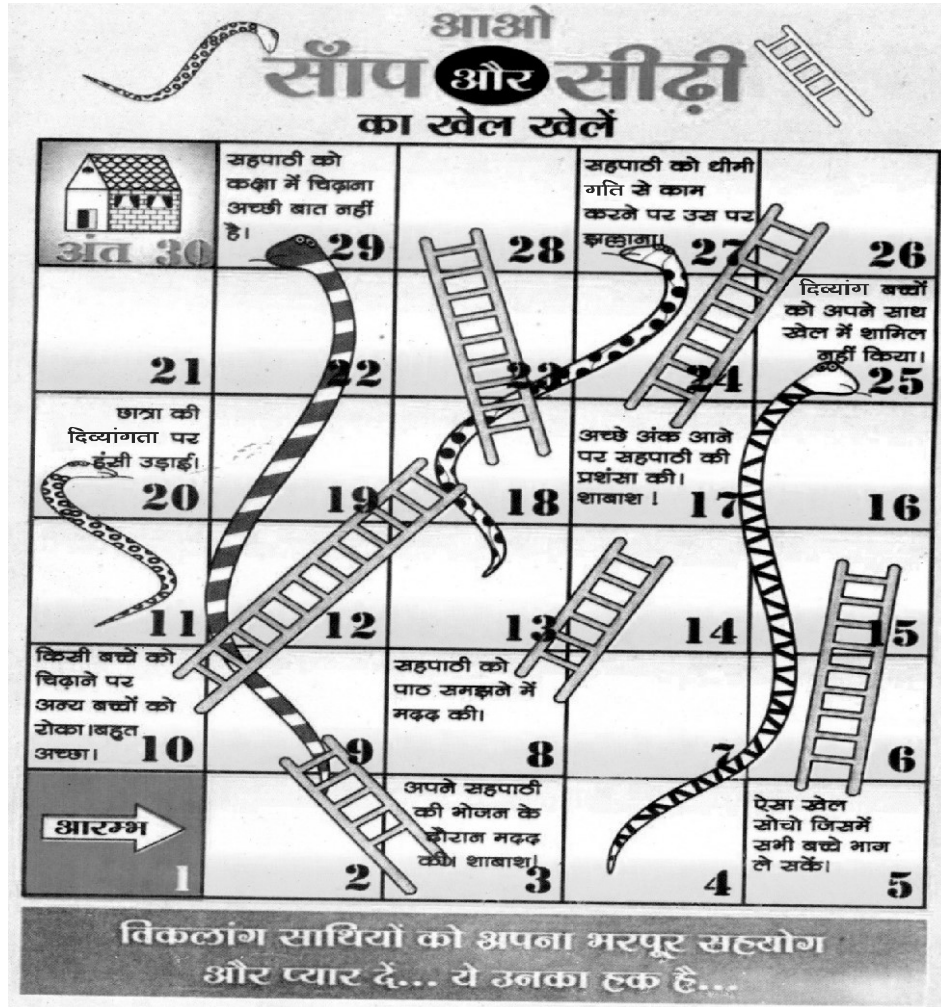 आओ
साँप और सीढ़ी
का खेल खेलें
अंत 30
सहपाठी को
कक्षा में चिढ़ाना
अच्छी बात नहीं
है।
29
28
सहपाठी को धीमी
गति से काम
करने पर उस पर
झल्लाना।
27
26
21
22
23
24
दिव्यांग बच्चों
को अपने साथ
खेल में शामिल
नहीं किया।
25
छात्रा की
दिव्यांगता पर
हंसी उड़ाई।
20
19
18
अच्छे अंक आने
पर सहपाठी की
प्रशंसा की।
शाबाश !
17
16
11
12
13
14
15
किसी बच्चे को
चिढ़ाने पर
अन्य बच्चों को
रोका।बहुत
अच्छा।
10
9
सहपाठी को
पाठ समझने में
मद़द की।
8
7
6
आरम्भ
1
2
अपने सहपाठी
की भोजन के
दौरान मद़द
की। शाबाश!
3
4
ऐसा खेल
सोचो जिसमें
सभी बच्चे भाग
ले सकें।
5
विकलांग साथियों को अपना भरपूर सहयोग
और प्यार दें... ये उनका हक है...